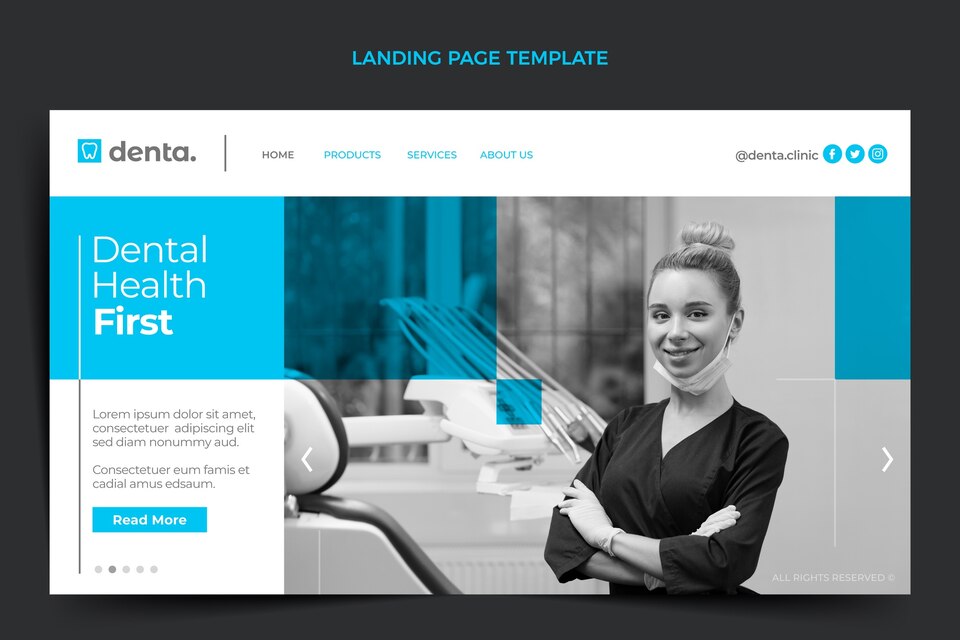 LANDING PAGE TEMPLATE
denta.
HOME PRODUCTS SERVICES ABOUT US
@denta.clinic
Dental
Health
First
Lorem ipsum dolor sit amet,
consectetuer adipiscing elit
sed diam nonummy aud.
Consectetuer eum famis et
cadial amus edsaum.
Read More
ALL RIGHTS RESERVED ©